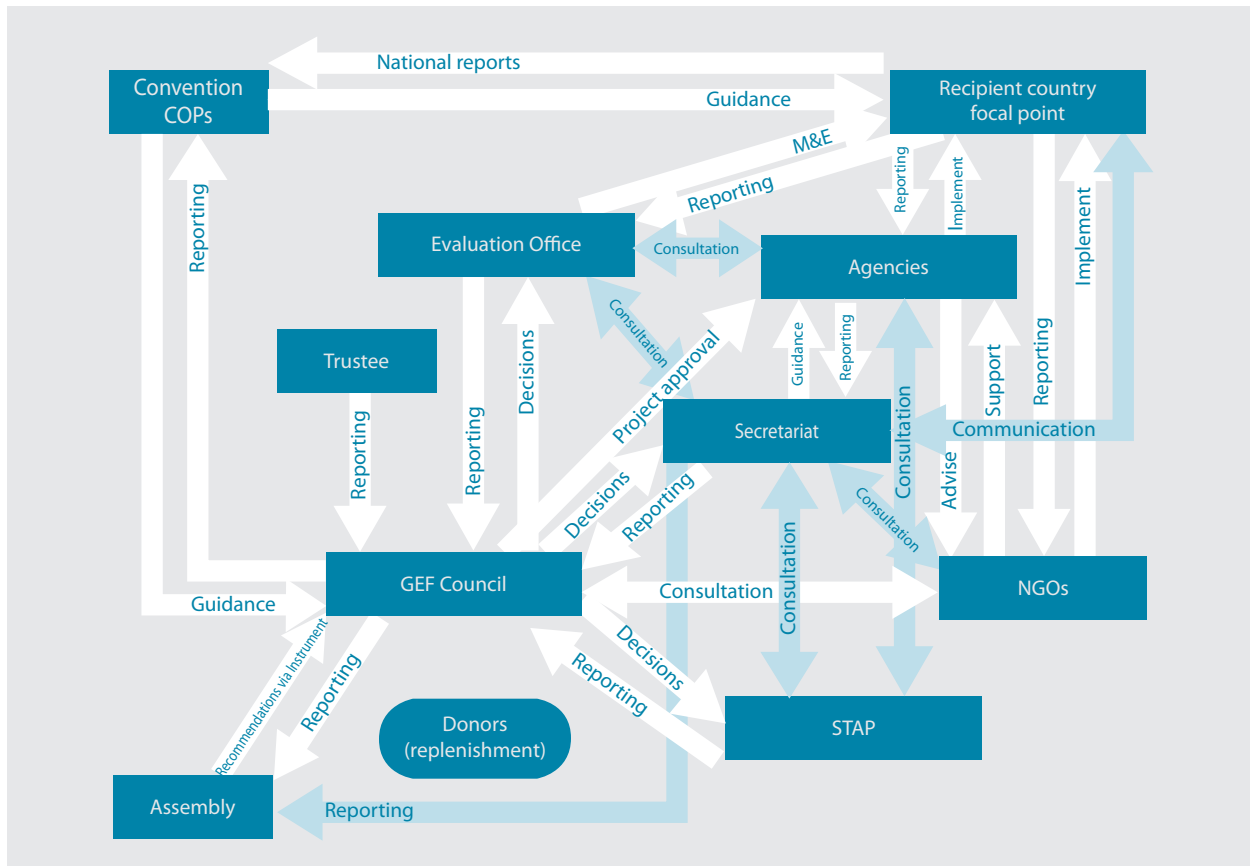 National reports
Convention
COPs
Guidance
Recipient country
focal point
M&E
Reporting
Reporting
Implement
Reporting
Evaluation Office
Consultation
Agencies
Implement
Consultation
Trustee
Decisions
Project approval
Guidance
Reporting
Support
Reporting
Secretariat
Consultation
Communication
Reporting
Reporting
Decisions
Reporting
Advise
Consultation
Consultation
GEF Council
Consultation
NGOs
Guidance
Recommendations via Instrument
Reporting
Decisions
Reporting
Donors
(replenishment)
STAP
Assembly
Reporting